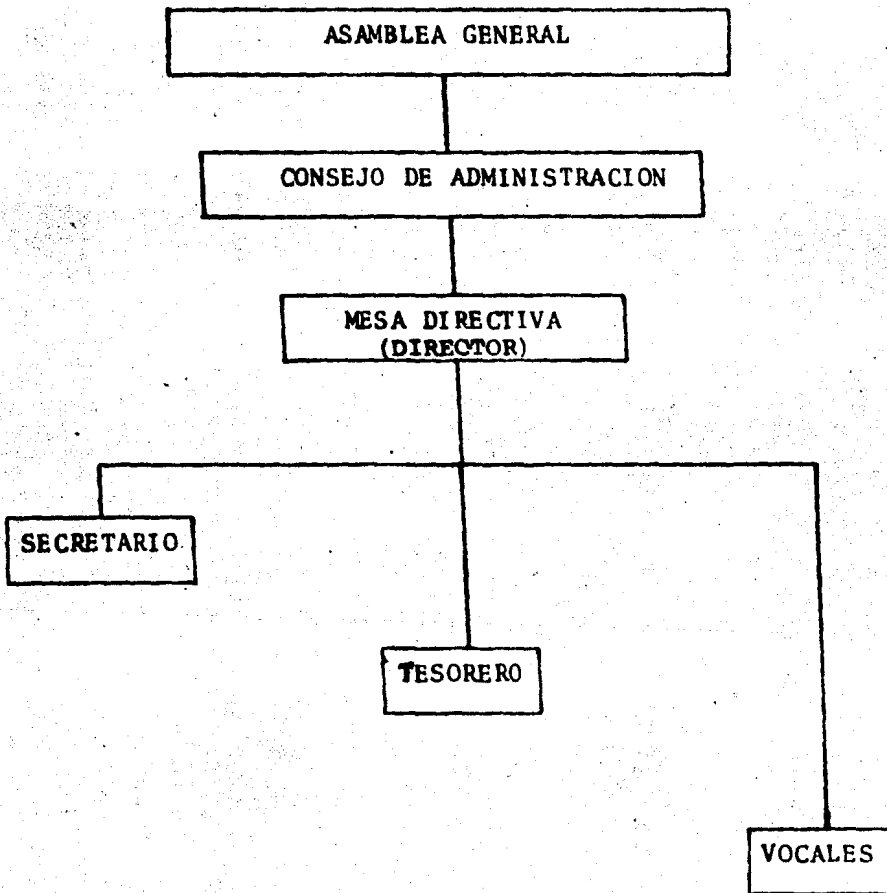 ASAMBLEA GENERAL
CONSEJO DE ADMINISTRACION
MESA DIRECTIVA
(DIRECTOR)
SECRETARIO
TESORERO
VOCALES